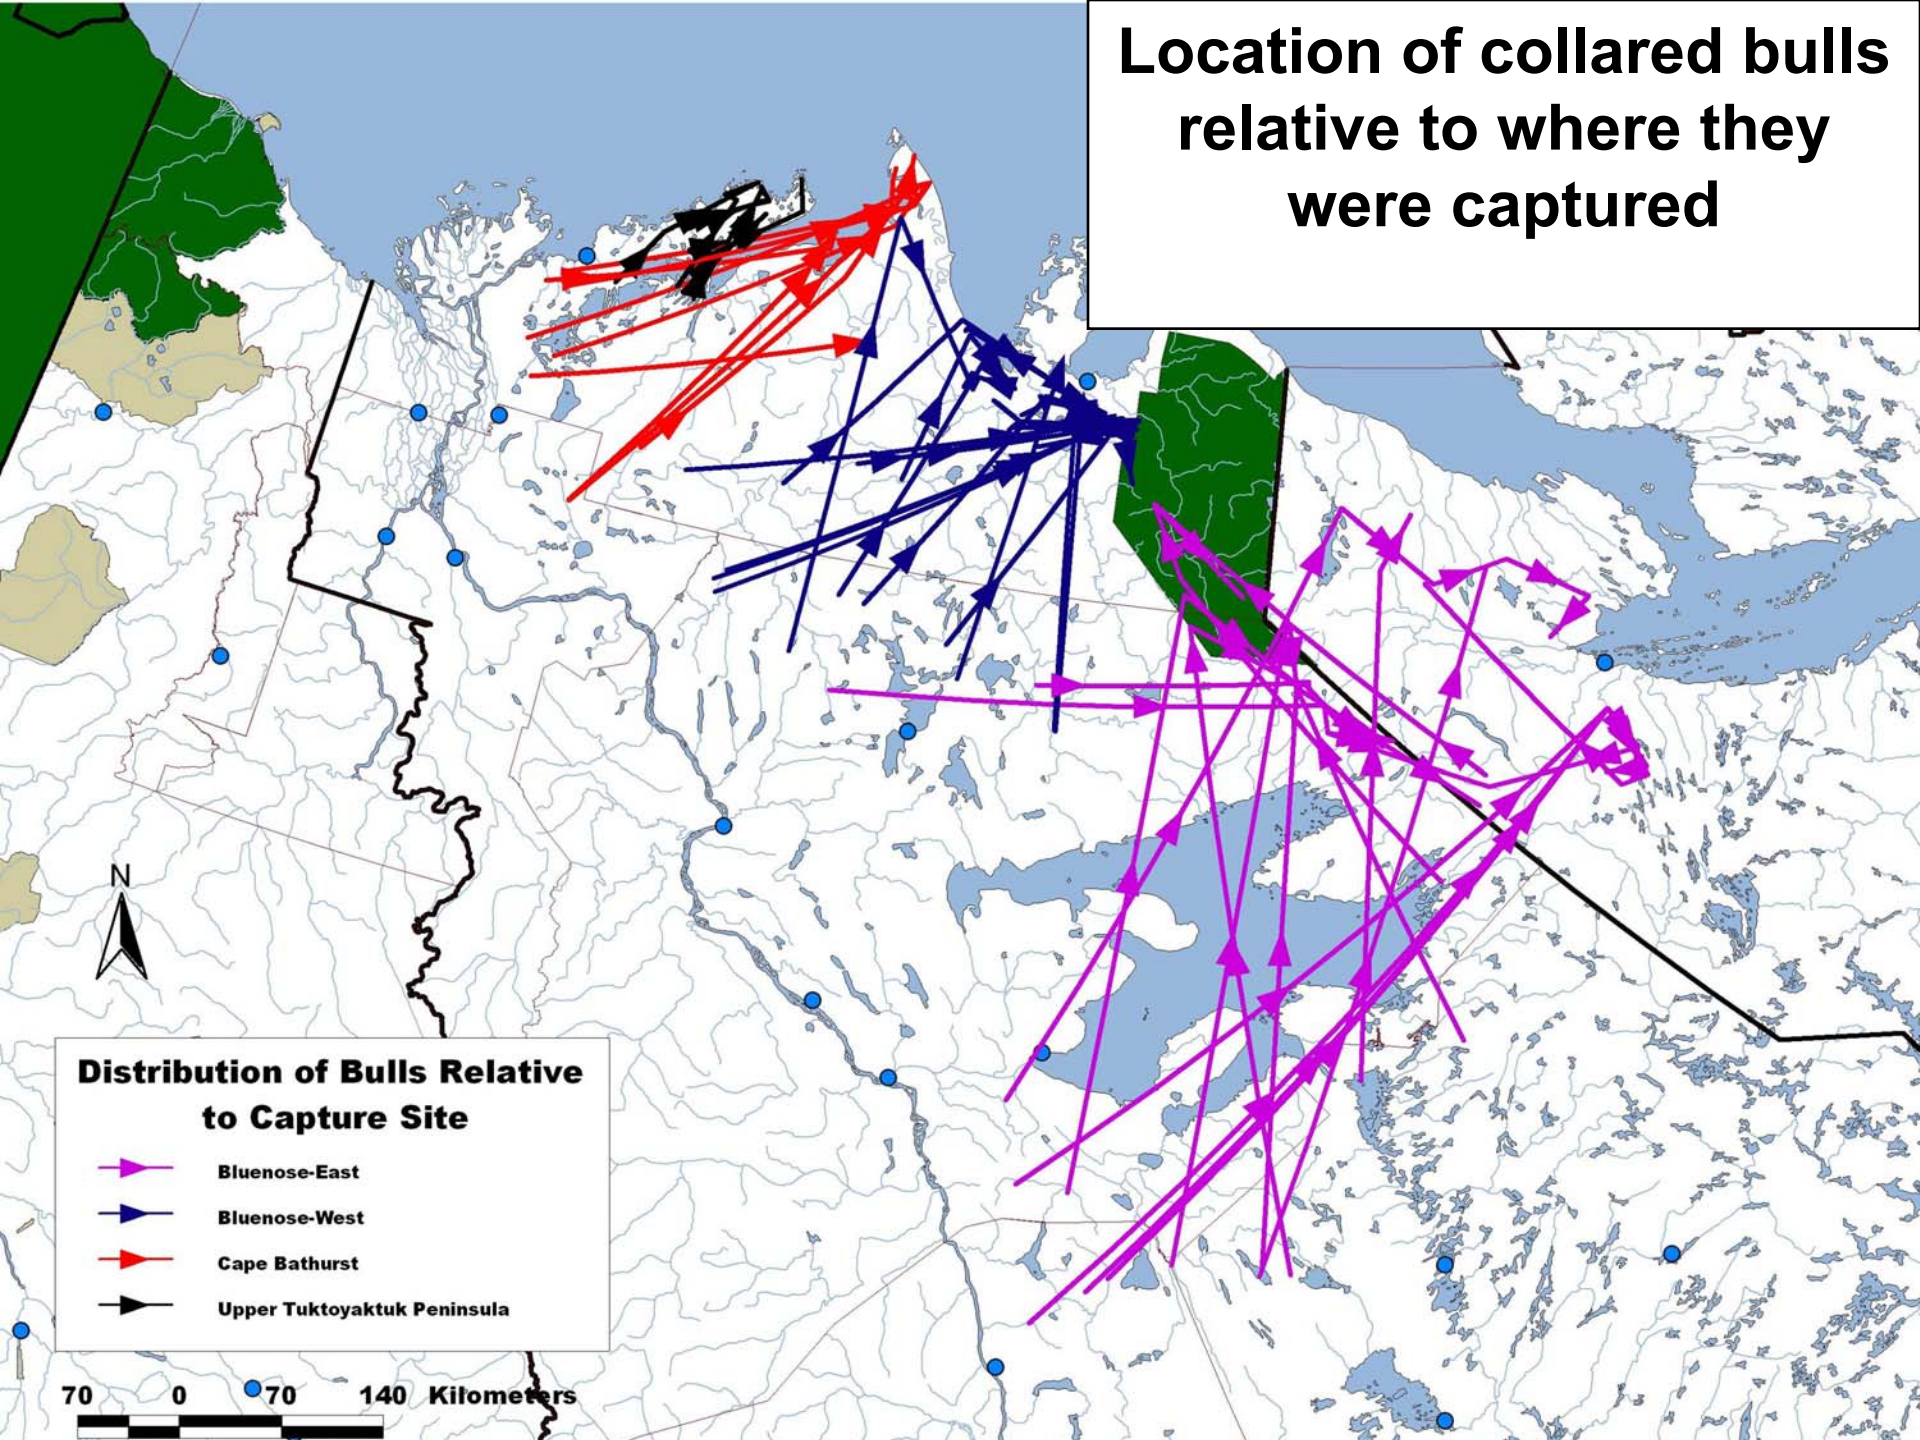 Location of collared bulls
relative to where they
were captured
N
Distribution of Bulls Relative
to Capture Site
Bluenose-East
Bluenose-West
Cape Bathurst
Upper Tuktoyaktuk Peninsula
70 0 70 140 Kilometers